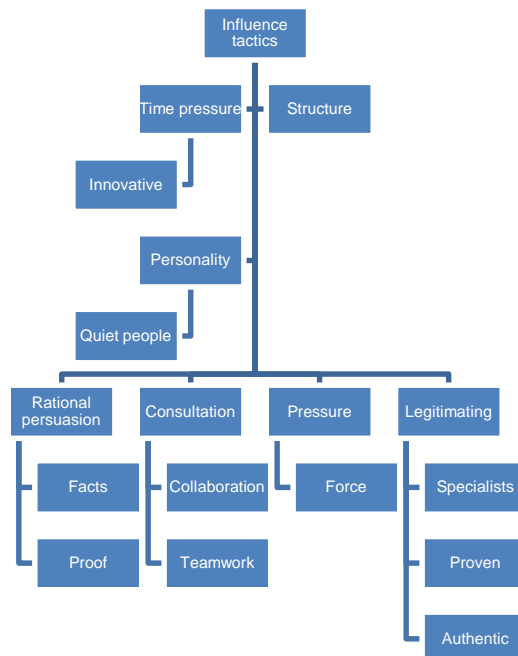 Influence
tactics
Time pressure
Structure
Innovative
Personality
Quiet people
Rational
persuasion
Consultation
Pressure
Legitimating
Facts
Collaboration
Force
Specialists
Proof
Teamwork
Proven
Authentic